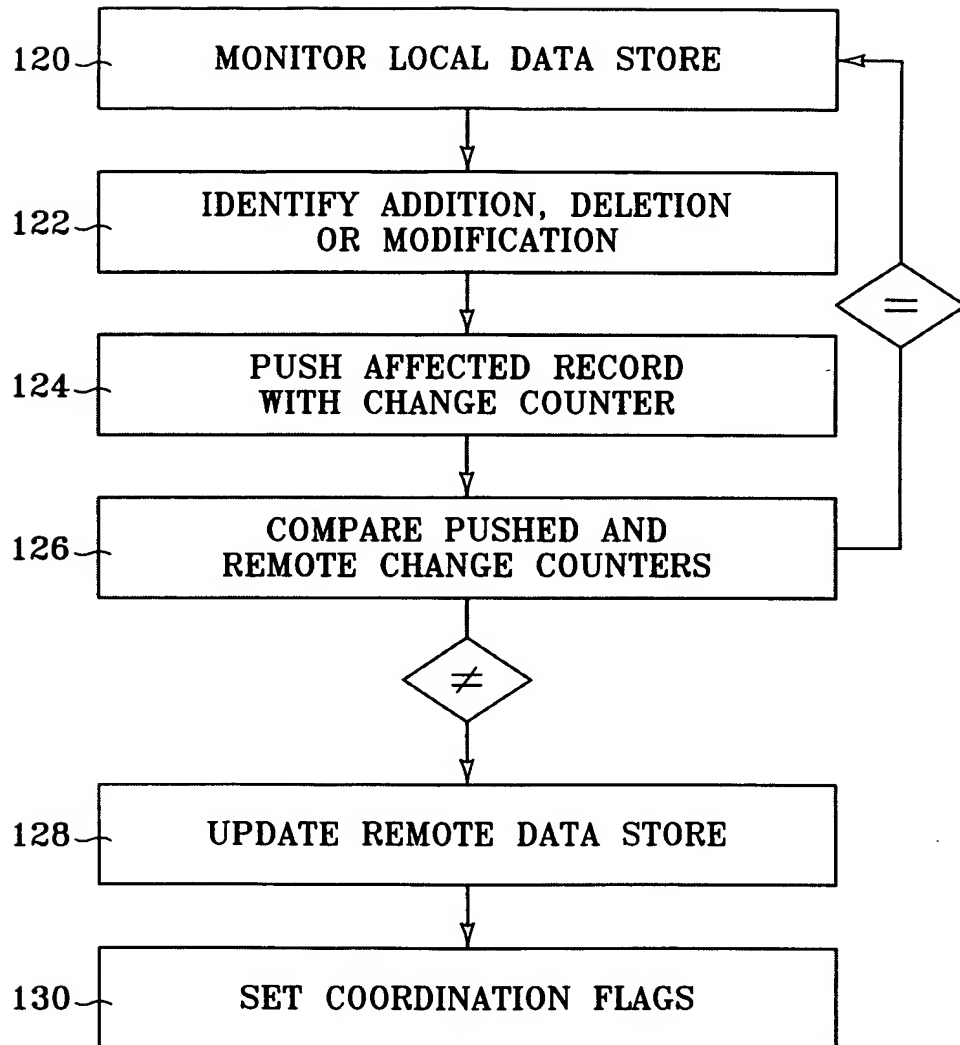 120 MONITOR LOCAL DATA STORE
122 IDENTIFY ADDITION, DELETION
OR MODIFICATION
=
124 PUSH AFFECTED RECORD
WITH CHANGE COUNTER
126 COMPARE PUSHED AND
REMOTE CHANGE COUNTERS
≠
128 UPDATE REMOTE DATA STORE
130 SET COORDINATION FLAGS